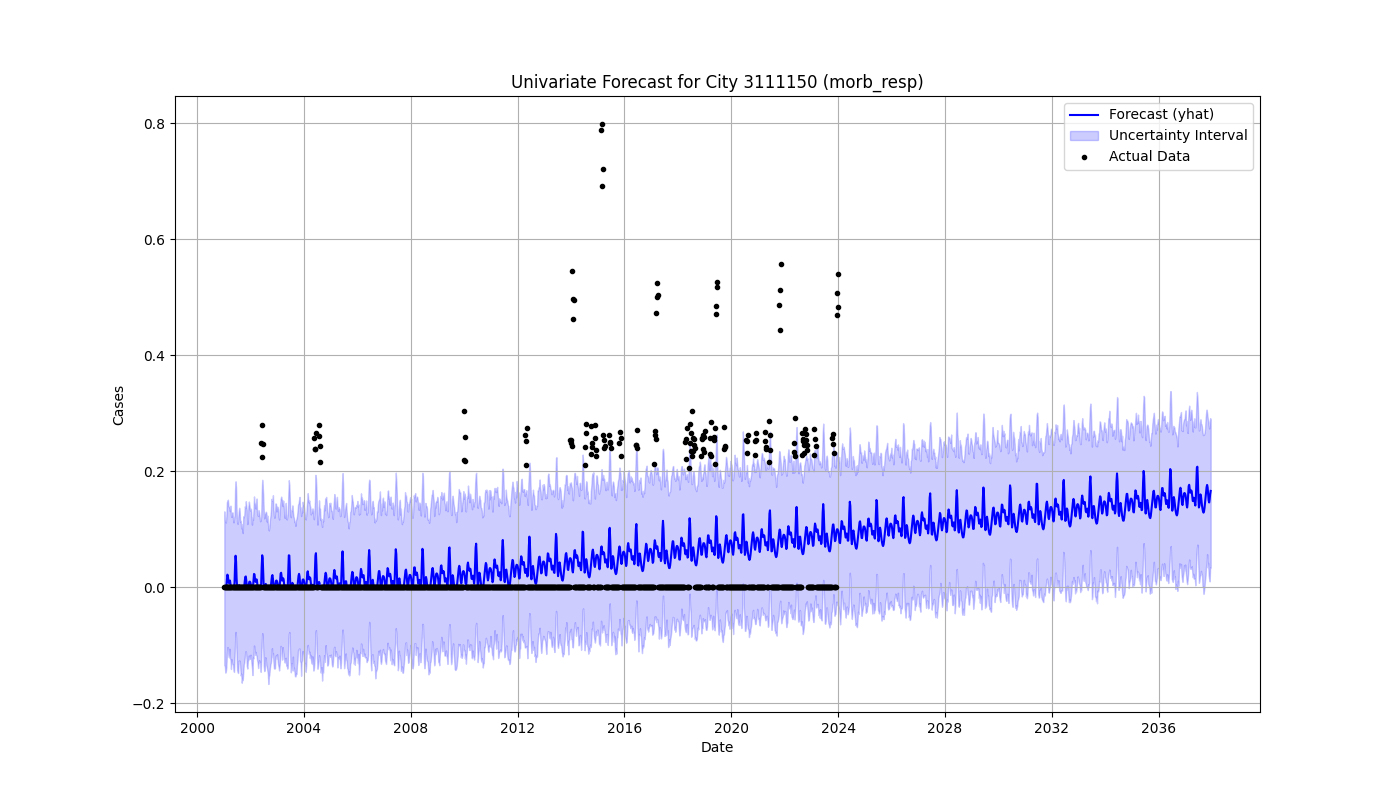 Univariate Forecast for City 3111150 (morb_resp)
Forecast (yhat)
Uncertainty Interval
Actual Data
Cases
0.8
0.6
0.4
0.2
0.0
−0.2
2000 2004 2008 2012 2016 2020 2024 2028 2032 2036
Date